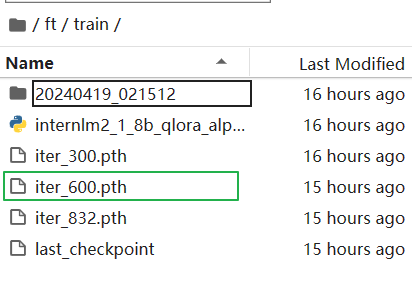 / ft / train /
Name Last Modified
20240419_021512 16 hours ago
internlm2_1_8b_qlora_alp... 16 hours ago
iter_300.pth 16 hours ago
iter_600.pth 15 hours ago
iter_832.pth 15 hours ago
last_checkpoint 15 hours ago